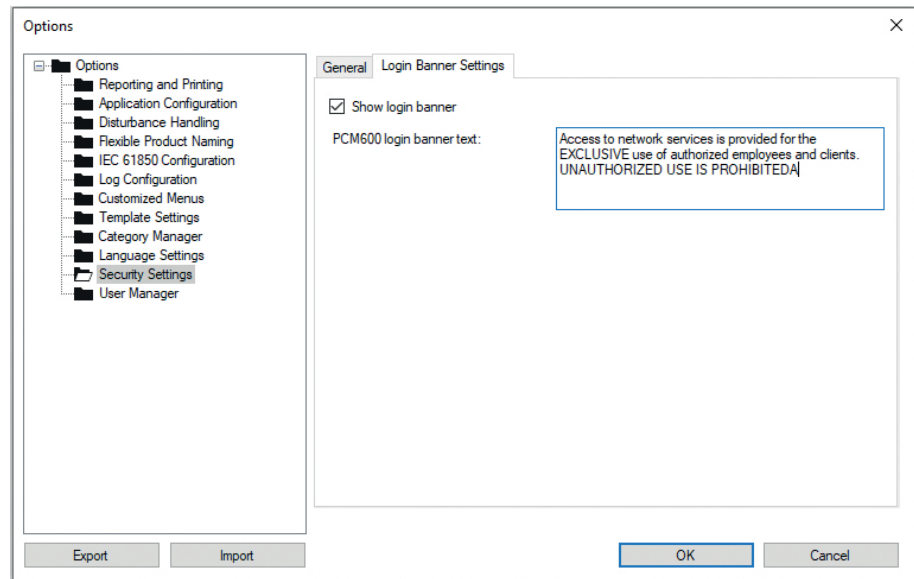 Options
Options
Reporting and Printing
Application Configuration
Disturbance Handling
Flexible Product Naming
IEC 61850 Configuration
Log Configuration
Customized Menus
Template Settings
Category Manager
Language Settings
Security Settings
User Manager
General
Login Banner Settings
Show login banner
PCM600 login banner text:
Access to network services is provided for the
EXCLUSIVE use of authorized employees and clients.
UNAUTHORIZED USE IS PROHIBITEDA
Export
Import
OK
Cancel